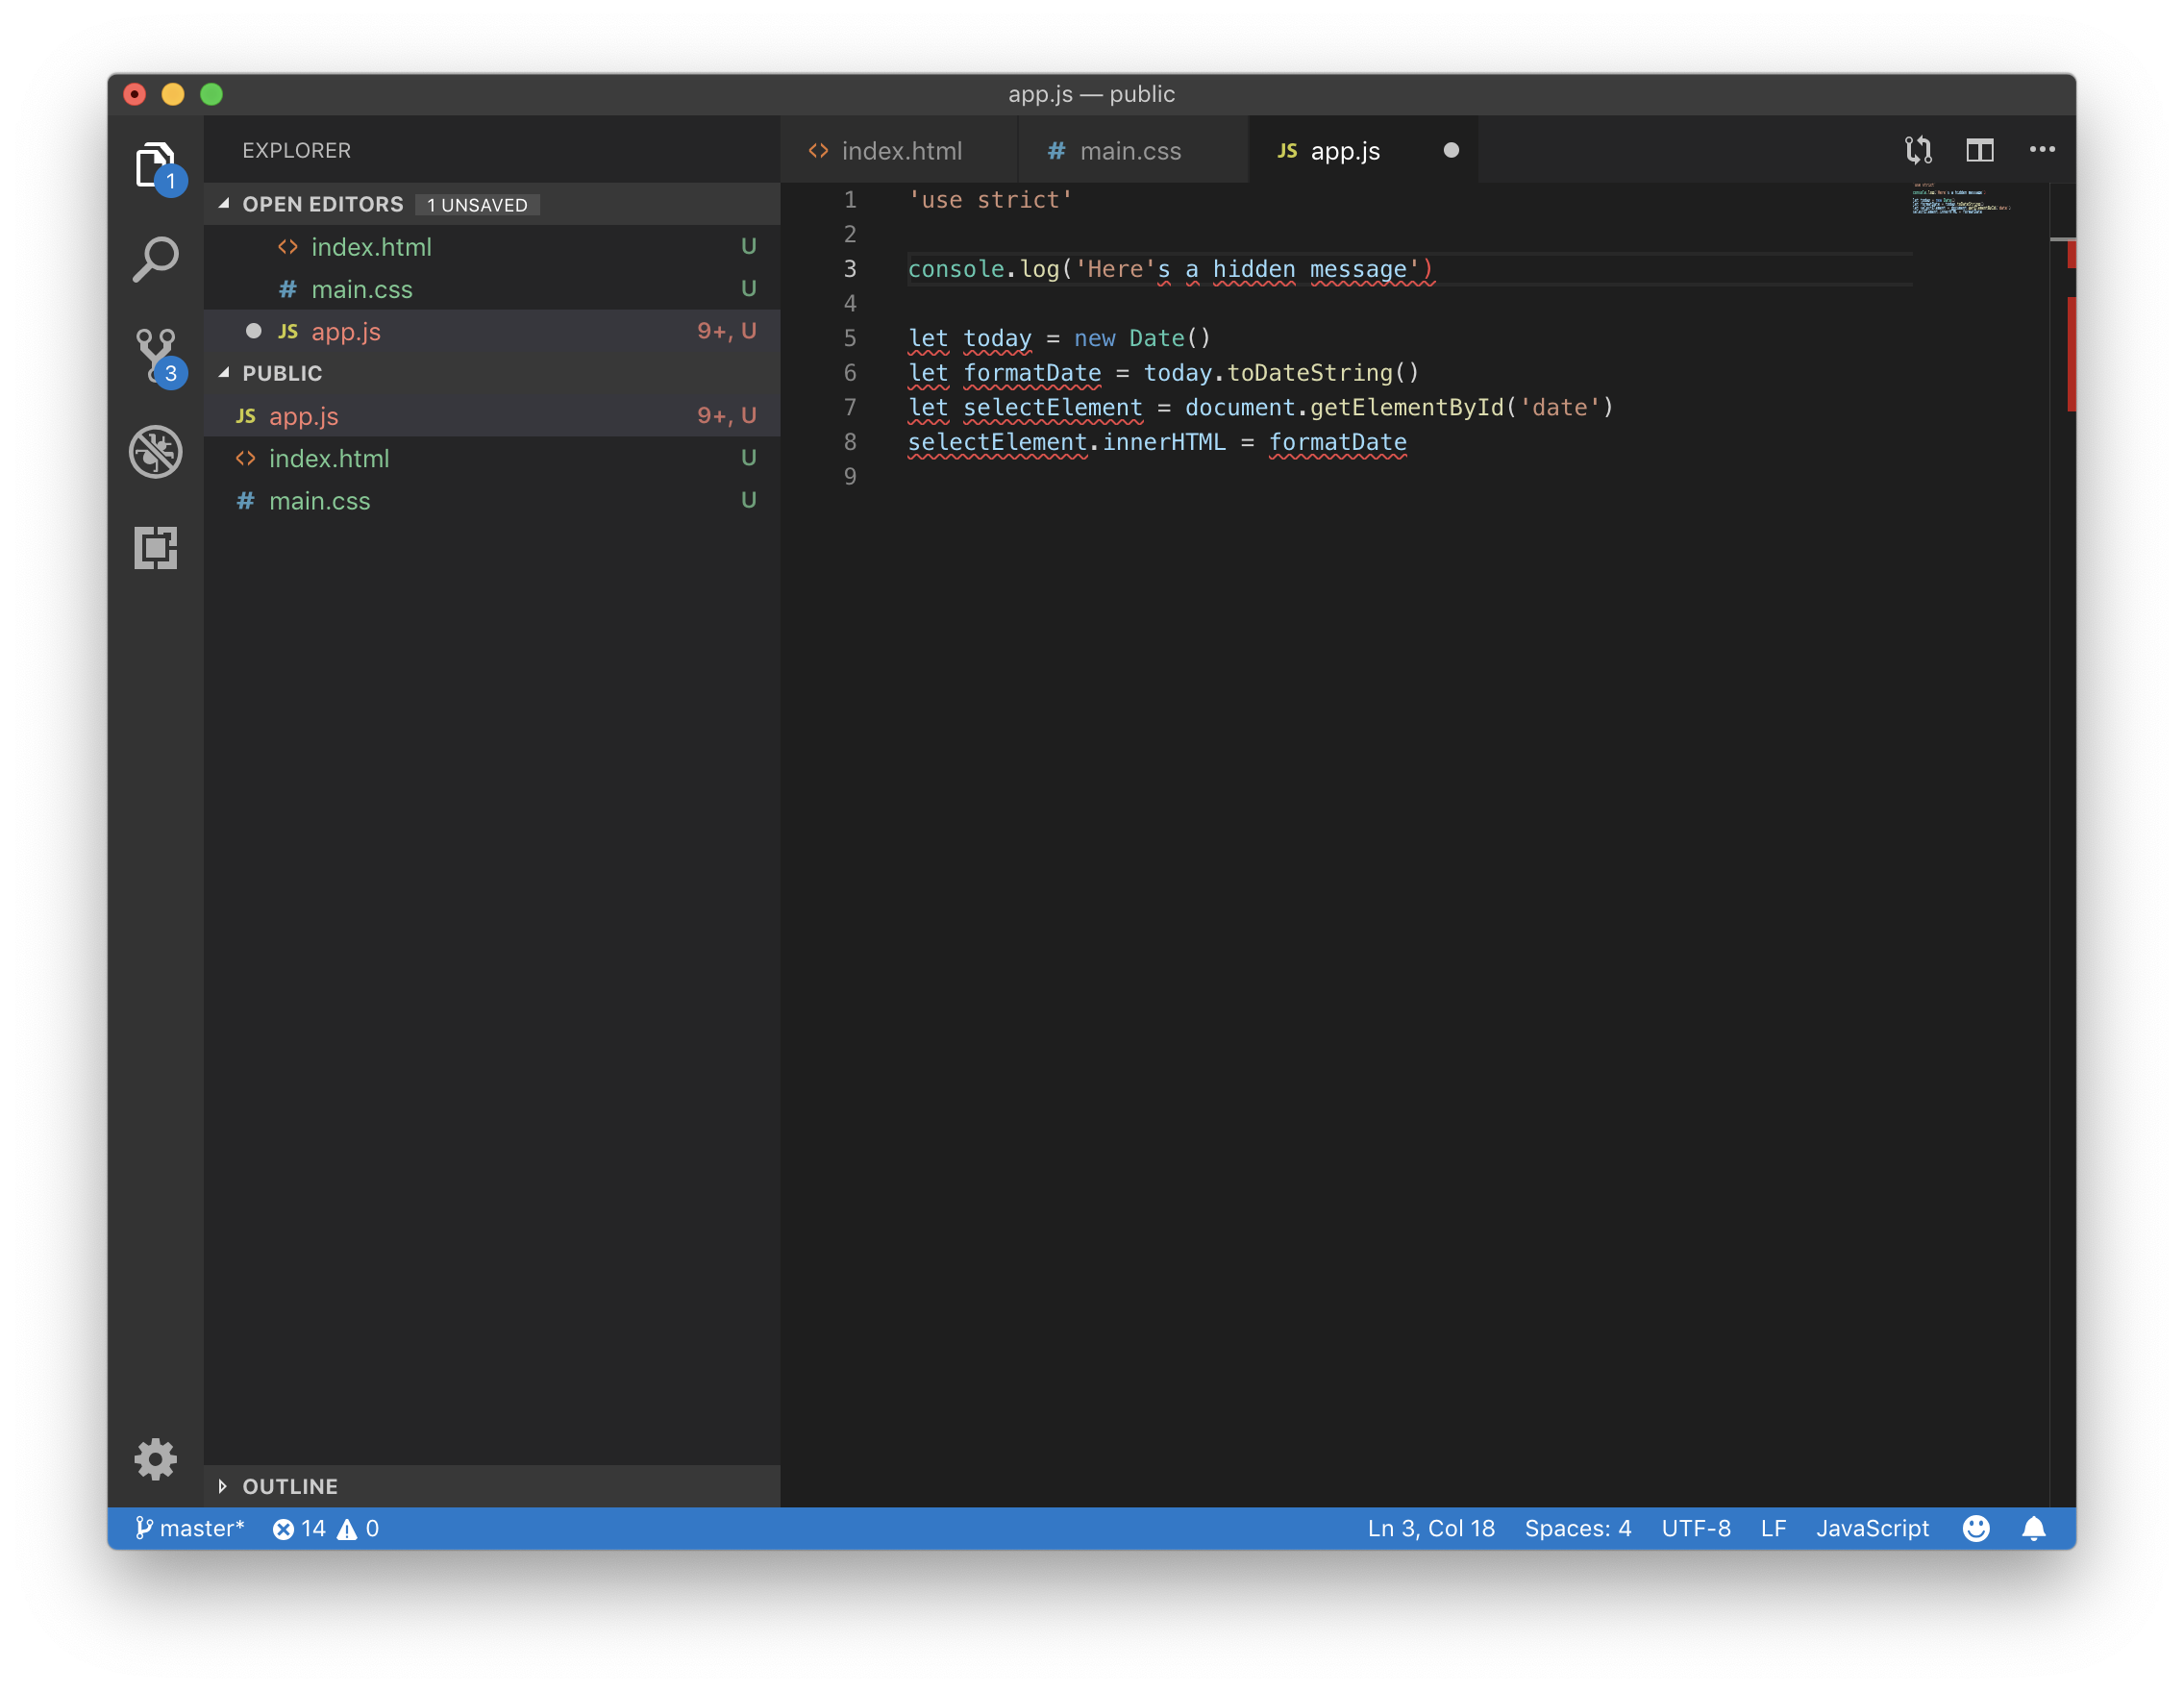 app.js — public
EXPLORER
OPEN EDITORS 1 UNSAVED
<> index.html U
# main.css U
JS app.js 9+, U
PUBLIC
JS app.js 9+, U
<> index.html U
# main.css U
OUTLINE
1
3
<> index.html # main.css JS app.js
1 'use strict'
2
3 console.log('Here's a hidden message')
4
5 let today = new Date()
6 let formatDate = today.toDateString()
7 let selectElement = document.getElementById('date')
8 selectElement.innerHTML = formatDate
9
master* 14 0 Ln 3, Col 18 Spaces: 4 UTF-8 LF JavaScript